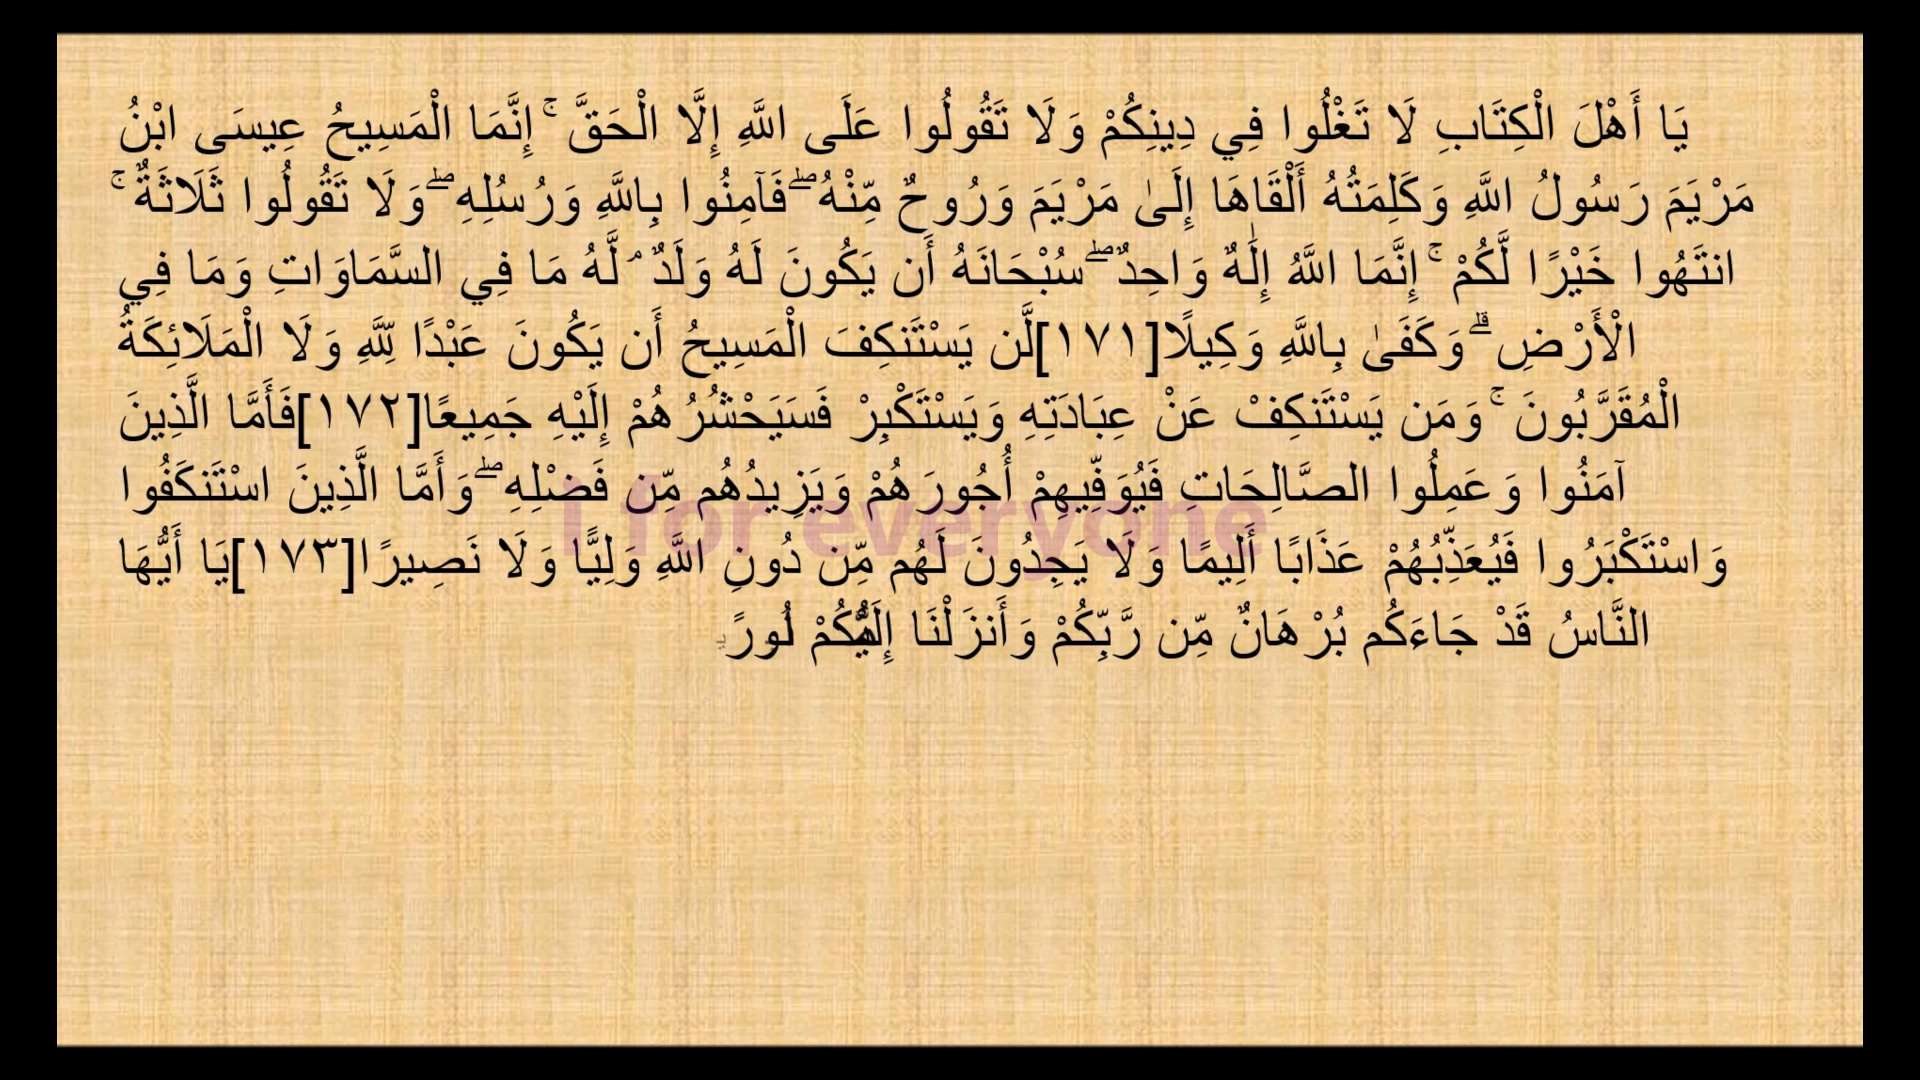 يَا أَهْلَ الْكِتَابِ لَا تَغْلُوا فِي دِينِكُمْ وَلَا تَقُولُوا عَلَى اللَّهِ إِلَّا الْحَقَّ ۚ إِنَّمَا الْمَسِيحُ عِيسَى ابْنُ
مَرْيَمَ رَسُولُ اللَّهِ وَكَلِمَتُهُ أَلْقَاهَا إِلَىٰ مَرْيَمَ وَرُوحٌ مِّنْهُ ۖ فَآمِنُوا بِاللَّهِ وَرُسُلِهِ ۖ وَلَا تَقُولُوا ثَلَاثَةٌ ۚ
انتَهُوا خَيْرًا لَّكُمْ ۚ إِنَّمَا اللَّهُ إِلَٰهٌ وَاحِدٌ ۖ سُبْحَانَهُ أَن يَكُونَ لَهُ وَلَدٌ ۘ لَّهُ مَا فِي السَّمَاوَاتِ وَمَا فِي
الْأَرْضِ ۗ وَكَفَىٰ بِاللَّهِ وَكِيلًا[١٧١]لَّن يَسْتَنكِفَ الْمَسِيحُ أَن يَكُونَ عَبْدًا لِّلَّهِ وَلَا الْمَلَائِكَةُ
الْمُقَرَّبُونَ ۚ وَمَن يَسْتَنكِفْ عَنْ عِبَادَتِهِ وَيَسْتَكْبِرْ فَسَيَحْشُرُهُمْ إِلَيْهِ جَمِيعًا[١٧٢]فَأَمَّا الَّذِينَ
آمَنُوا وَعَمِلُوا الصَّالِحَاتِ فَيُوَفِّيهِمْ أُجُورَهُمْ وَيَزِيدُهُم مِّن فَضْلِهِ ۖ وَأَمَّا الَّذِينَ اسْتَنكَفُوا
i for everyone
وَاسْتَكْبَرُوا فَيُعَذِّبُهُمْ عَذَابًا أَلِيمًا وَلَا يَجِدُونَ لَهُم مِّن دُونِ اللَّهِ وَلِيًّا وَلَا نَصِيرًا[١٧٣]يَا أَيُّهَا
النَّاسُ قَدْ جَاءَكُم بُرْهَانٌ مِّن رَّبِّكُمْ وَأَنزَلْنَا إِلَيْكُمْ نُورً